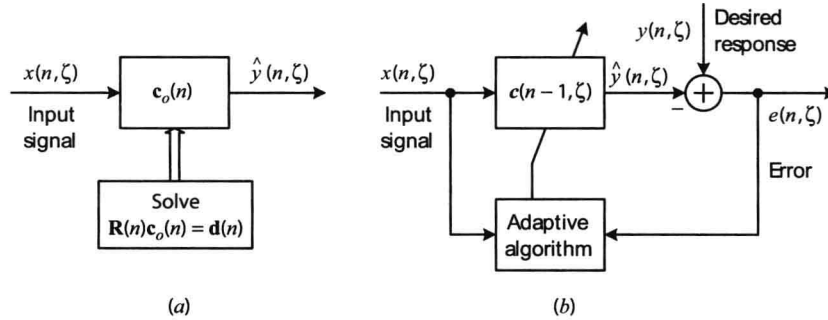 x(n,ζ)
Input
signal
c_o(n)
ŷ(n,ζ)
Solve
R(n)c_o(n) = d(n)
(a)
x(n,ζ)
Input
signal
c(n−1,ζ)
ŷ(n,ζ)
y(n,ζ)
Desired
response
−
+
e(n,ζ)
Error
Adaptive
algorithm
(b)